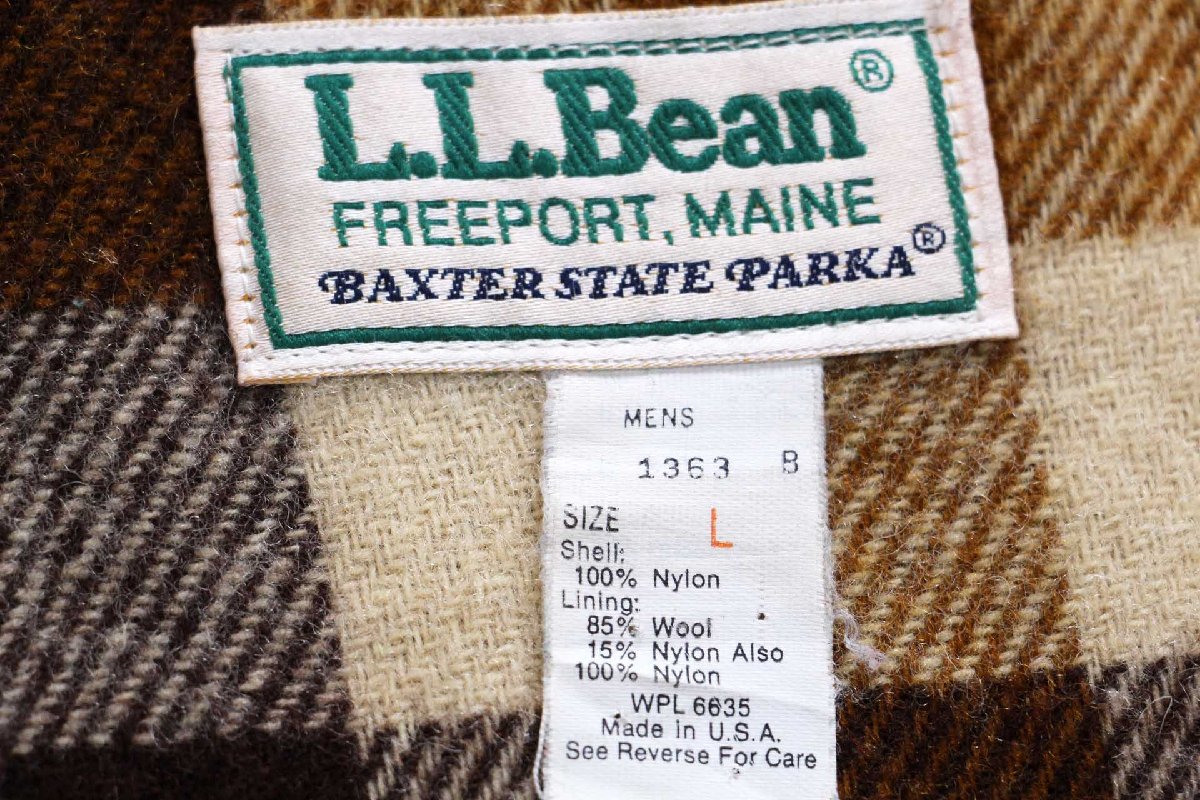 L.L.Bean®
FREEPORT, MAINE
BAXTER STATE PARKA®
MENS
1363 B
SIZE L
Shell:
100% Nylon
Lining:
85% Wool
15% Nylon Also
100% Nylon
WPL 6635
Made In U.S.A.
See Reverse For Care